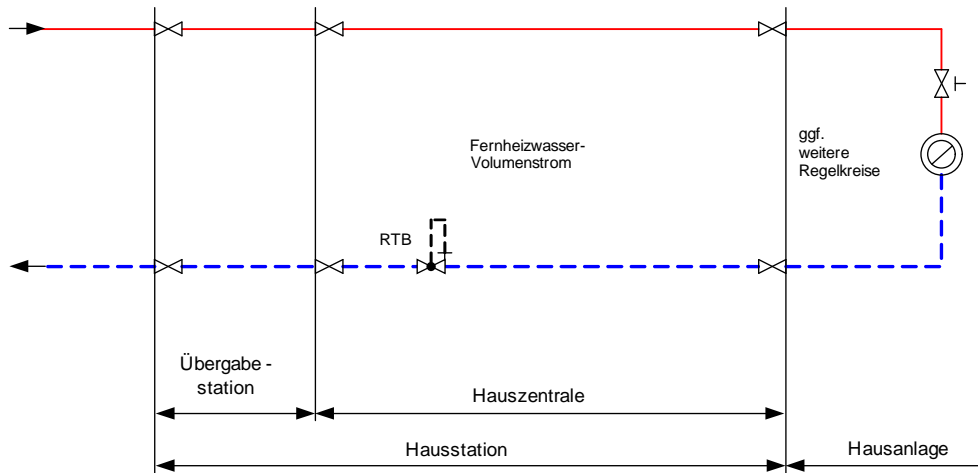 Fernheizwasser-
Volumenstrom
ggf.
weitere
Regelkreise
RTB
Übergabe -
station
Hauszentrale
Hausstation
Hausanlage